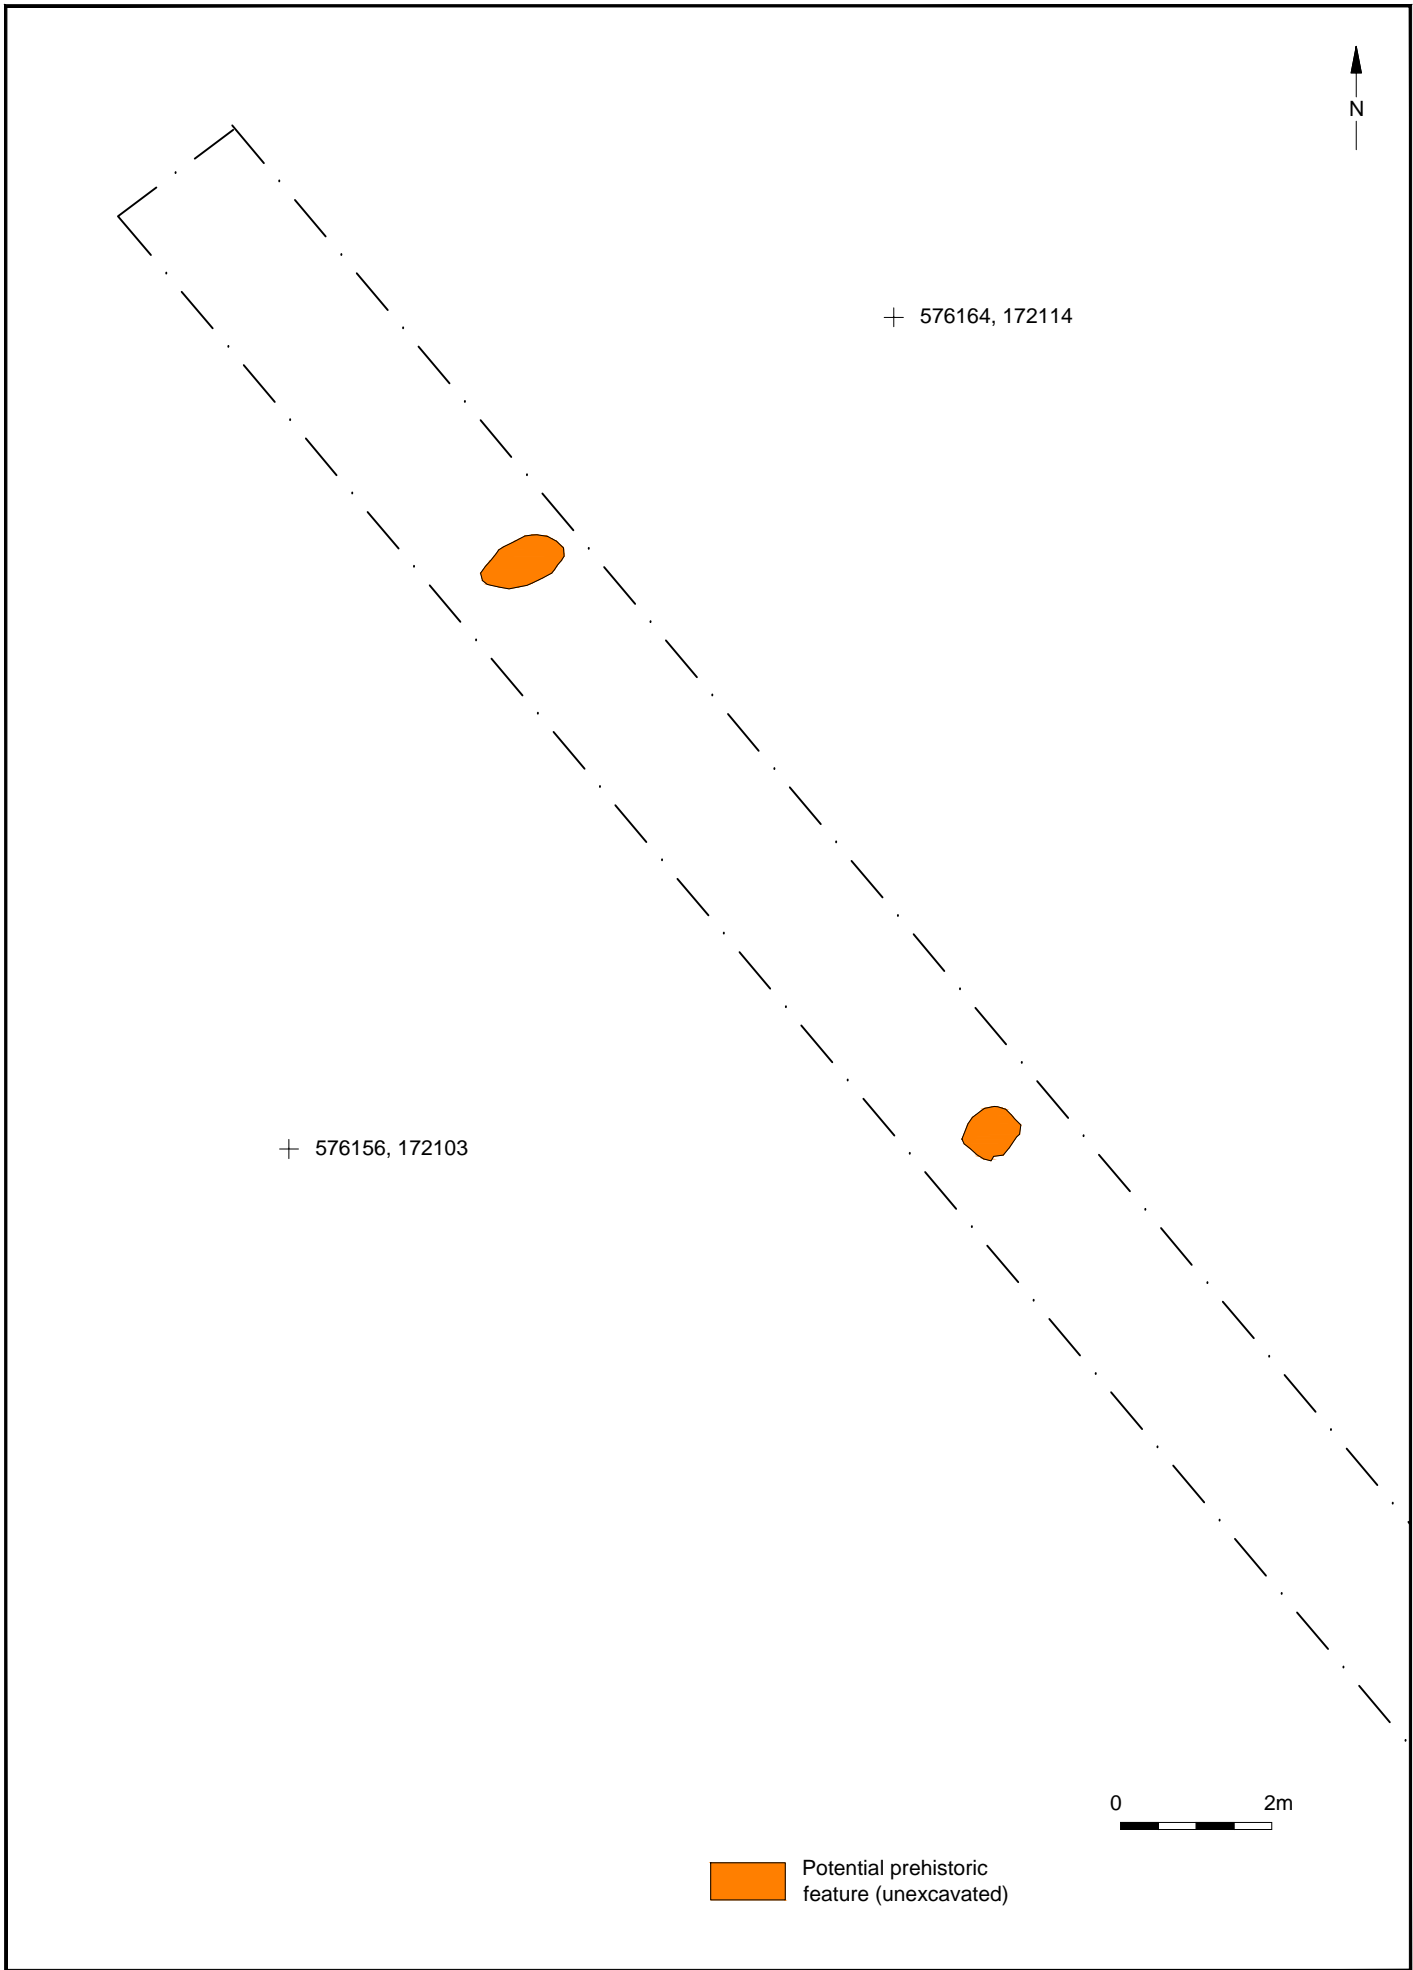 N
576164, 172114
576156, 172103
0 2m
Potential prehistoric
feature (unexcavated)